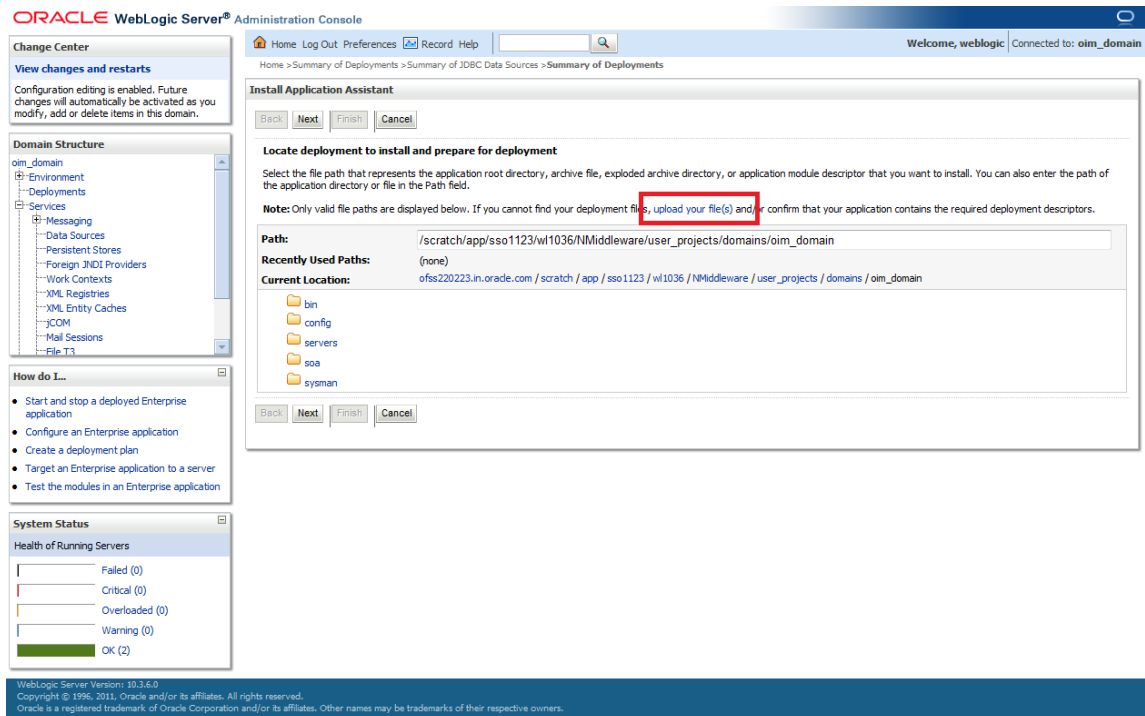 ORACLE WebLogic Server® Administration Console
Change Center
View changes and restarts
Configuration editing is enabled. Future
changes will automatically be activated as you
modify, add or delete items in this domain.
Domain Structure
oim_domain
Environment
Deployments
Services
Messaging
Data Sources
Persistent Stores
Foreign JNDI Providers
Work Contexts
XML Registries
XML Entity Caches
jCOM
Mail Sessions
File T3
How do I...
Start and stop a deployed Enterprise
application
Configure an Enterprise application
Create a deployment plan
Target an Enterprise application to a server
Test the modules in an Enterprise application
System Status
Health of Running Servers
Failed (0)
Critical (0)
Overloaded (0)
Warning (0)
OK (2)
Home Log Out Preferences Record Help
Welcome, weblogic Connected to: oim_domain
Home >Summary of Deployments >Summary of JDBC Data Sources >Summary of Deployments
Install Application Assistant
Back Next Finish Cancel
Locate deployment to install and prepare for deployment
Select the file path that represents the application root directory, archive file, exploded archive directory, or application module descriptor that you want to install. You can also enter the path of
the application directory or file in the Path field.
Note: Only valid file paths are displayed below. If you cannot find your deployment files, upload your file(s) and/or confirm that your application contains the required deployment descriptors.
Path: /scratch/app/sso1123/wl1036/NMiddleware/user_projects/domains/oim_domain
Recently Used Paths: (none)
Current Location: ofss220223.in.oracle.com / scratch / app / sso1123 / wl1036 / NMiddleware / user_projects / domains / oim_domain
bin
config
servers
soa
sysman
Back Next Finish Cancel
WebLogic Server Version: 10.3.6.0
Copyright © 1996, 2011, Oracle and/or its affiliates. All rights reserved.
Oracle is a registered trademark of Oracle Corporation and/or its affiliates. Other names may be trademarks of their respective owners.